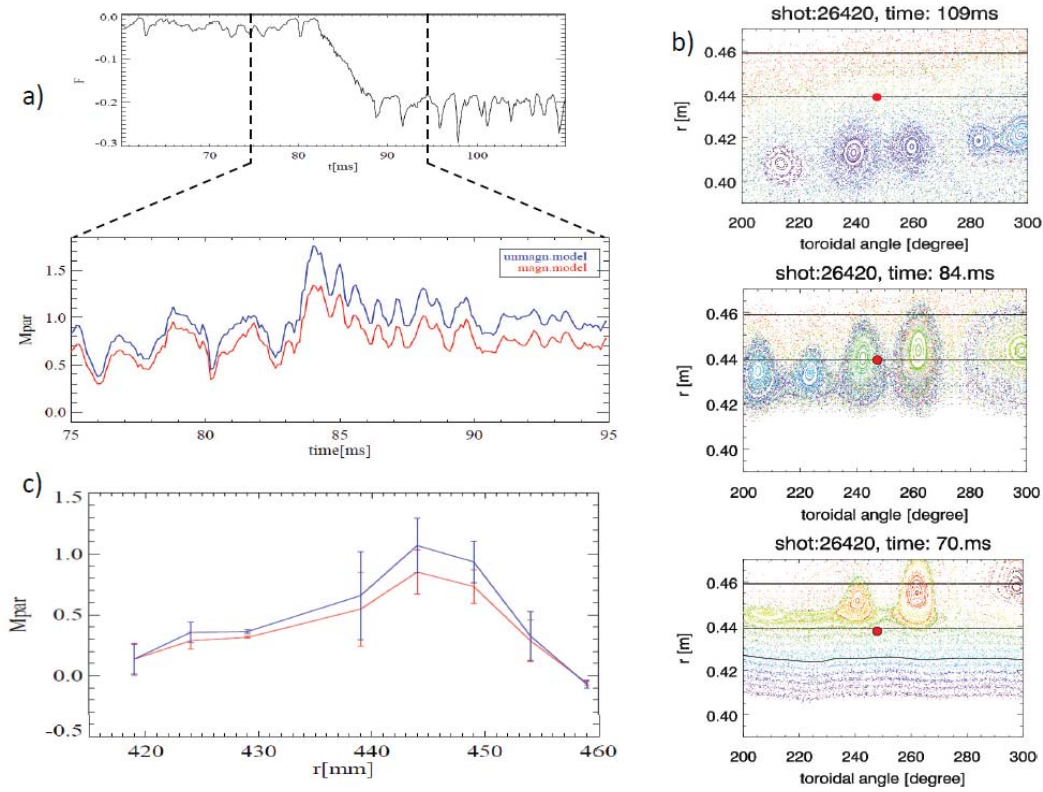 a)
0.0
-0.1
-0.2
-0.3
F
70
80
90
100
t[ms]
1.5
1.0
0.5
0.0
Mpar
unmagn.model
magn.model
75
80
85
90
95
time[ms]
c)
1.5
1.0
0.5
0.0
-0.5
Mpar
420
430
440
450
460
r[mm]
b)
shot:26420, time: 109ms
0.46
0.44
0.42
0.40
r [m]
200
220
240
260
280
300
toroidal angle [degree]
shot:26420, time: 84.ms
0.46
0.44
0.42
0.40
r [m]
200
220
240
260
280
300
toroidal angle [degree]
shot:26420, time: 70.ms
0.46
0.44
0.42
0.40
r [m]
200
220
240
260
280
300
toroidal angle [degree]